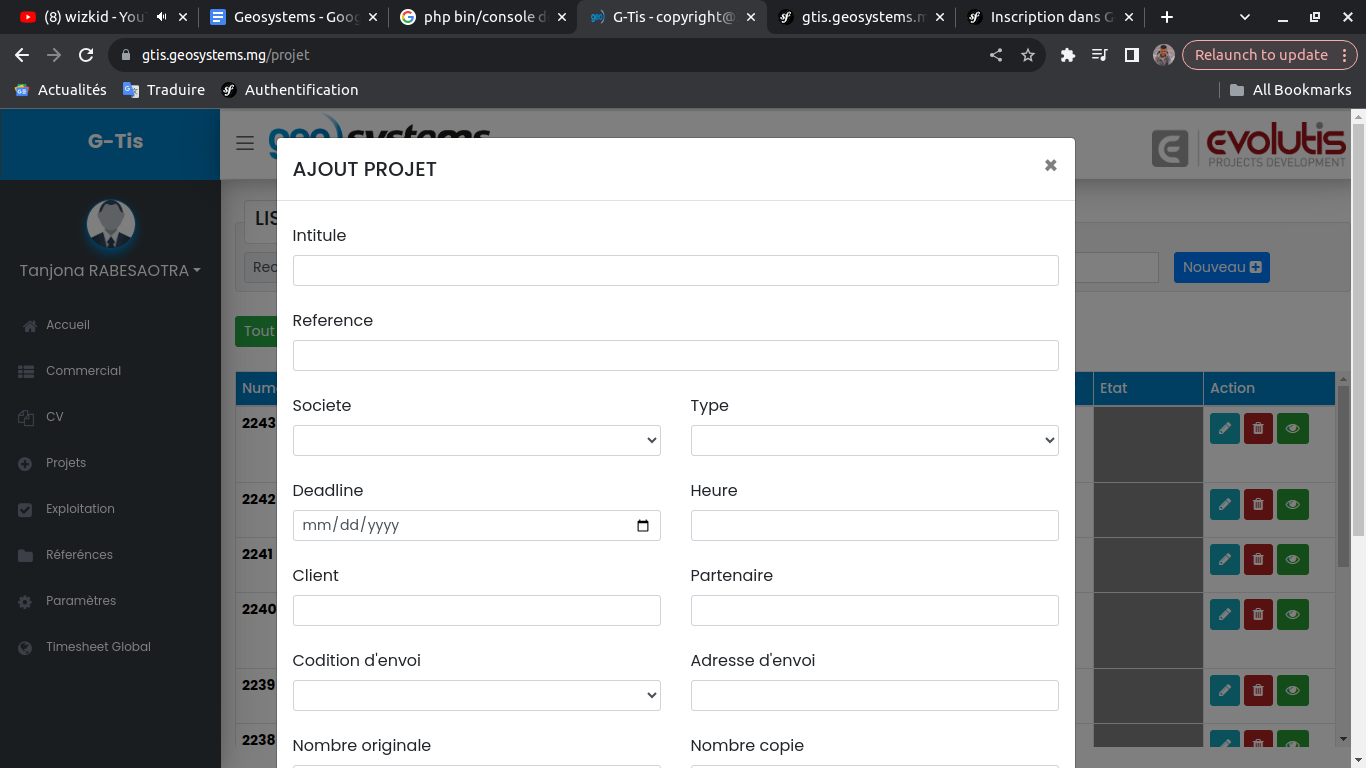 (8) wizkid - You
Geosystems - Goo
php bin/console d
G-Tis - copyright@
gtis.geosystems.m
Inscription dans G
gtis.geosystems.mg/projet
Relaunch to update
Actualités
Traduire
Authentification
All Bookmarks
G-Tis
geosystems
evolutis
PROJECTS DEVELOPMENT
AJOUT PROJET
LIS
Tanjona RABESAOTRA
Rec
Nouveau
Accueil
Commercial
CV
Projets
Exploitation
Réferénces
Paramètres
Timesheet Global
Tout
Intitule
Reference
Societe
Type
Deadline
Heure
mm/dd/yyyy
Client
Partenaire
Codition d'envoi
Adresse d'envoi
Nombre originale
Nombre copie
Num
Etat
Action
2243
2242
2241
2240
2239
2238